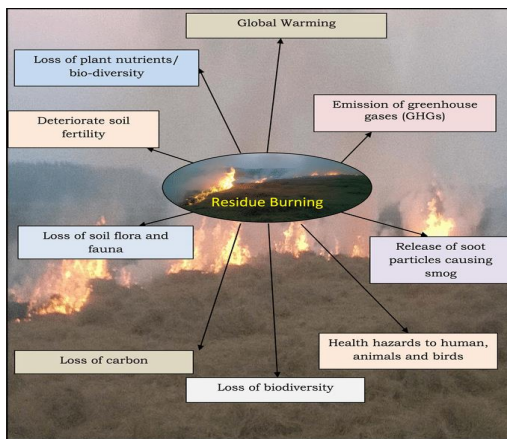 Global Warming
Loss of plant nutrients/
bio-diversity
Emission of greenhouse
gases (GHGs)
Deteriorate soil
fertility
Residue Burning
Loss of soil flora and
fauna
Release of soot
particles causing
smog
Health hazards to human,
animals and birds
Loss of carbon
Loss of biodiversity